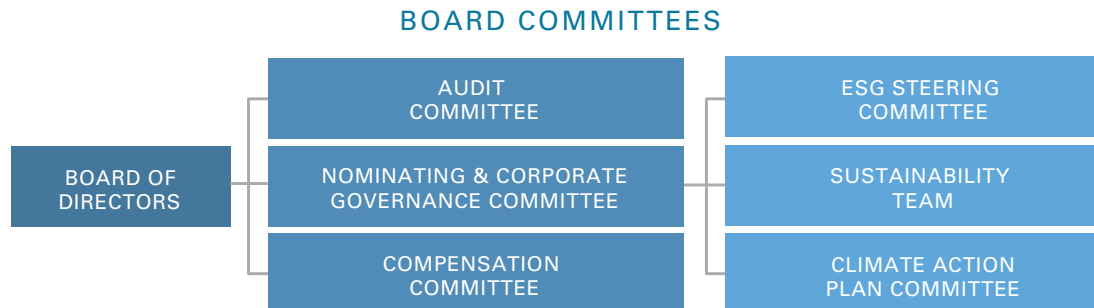 BOARD COMMITTEES
AUDIT
COMMITTEE
ESG STEERING
COMMITTEE
BOARD OF
DIRECTORS
NOMINATING & CORPORATE
GOVERNANCE COMMITTEE
SUSTAINABILITY
TEAM
COMPENSATION
COMMITTEE
CLIMATE ACTION
PLAN COMMITTEE